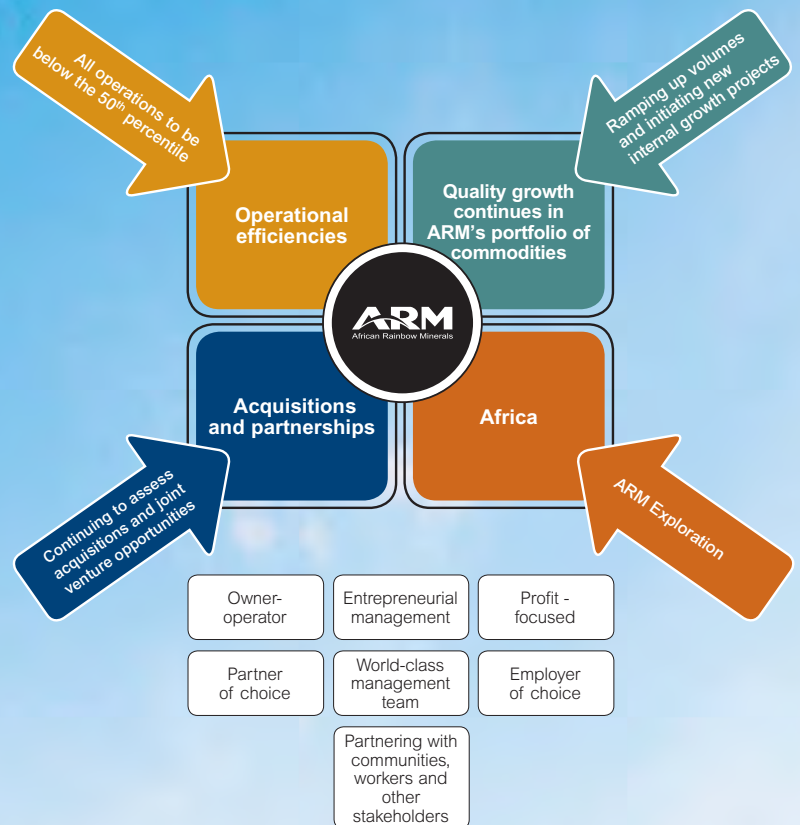 All operations to be
below the 50th percentile
Ramping up volumes
and initiating new
internal growth projects
Operational
efficiencies
Quality growth
continues in
ARM's portfolio of
commodities
ARM
African Rainbow Minerals
Acquisitions
and partnerships
Africa
Continuing to assess
acquisitions and joint
venture opportunities
ARM Exploration
Owner-
operator
Entrepreneurial
management
Profit -
focused
Partner
of choice
World-class
management
team
Employer
of choice
Partnering with
communities,
workers and
other
stakeholders